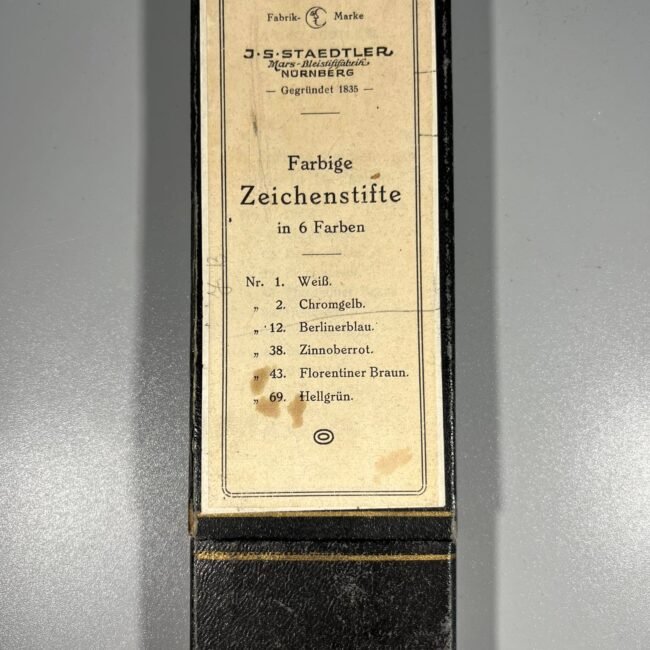 Fabrik- Marke
J·S·STAEDTLER
Mars-Bleistiftfabrik
NÜRNBERG
— Gegründet 1835 —
Farbige
Zeichenstifte
in 6 Farben
Nr. 1. Weiß.
„ 2. Chromgelb.
„ 12. Berlinerblau.
„ 38. Zinnoberrot.
„ 43. Florentiner Braun.
„ 69. Hellgrün.